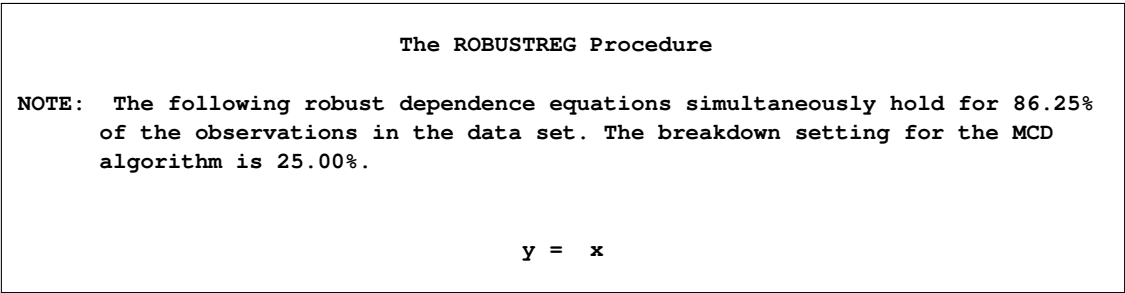 The ROBUSTREG Procedure
NOTE: The following robust dependence equations simultaneously hold for 86.25%
of the observations in the data set. The breakdown setting for the MCD
algorithm is 25.00%.
y = x